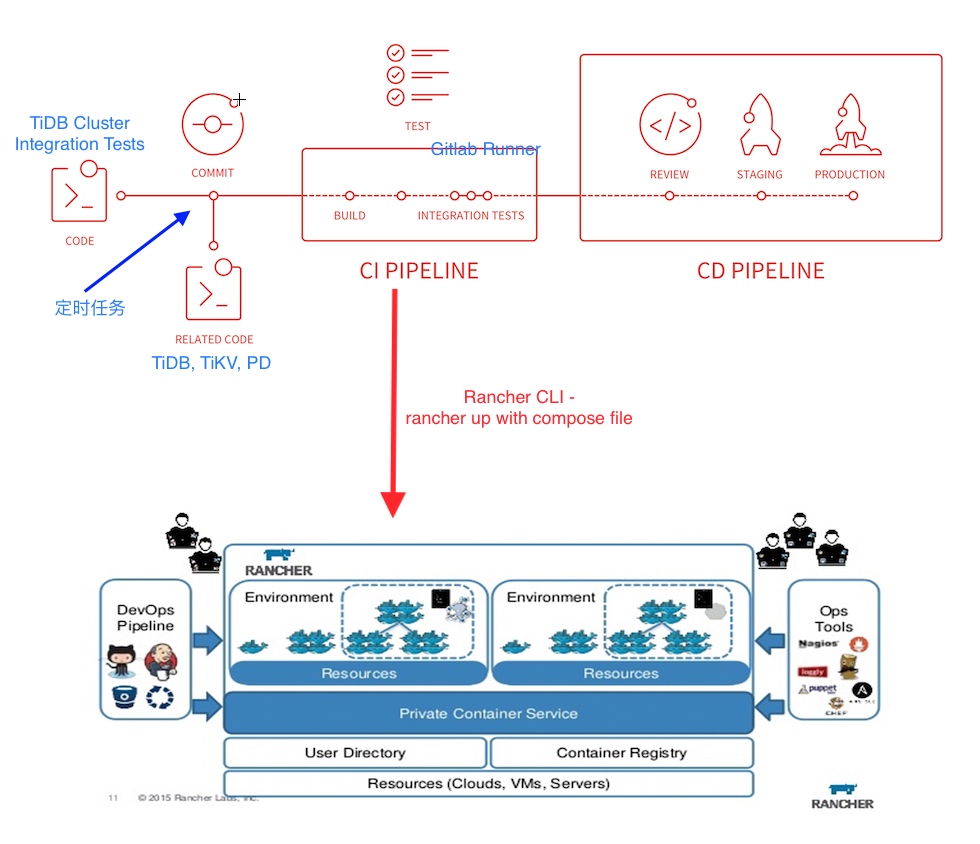 TEST
TiDB Cluster
Integration Tests
Gitlab Runner
COMMIT
REVIEW
STAGING
PRODUCTION
BUILD
INTEGRATION TESTS
CODE
CI PIPELINE
CD PIPELINE
定时任务
RELATED CODE
TiDB, TiKV, PD
Rancher CLI -
rancher up with compose file
RANCHER
DevOps
Pipeline
Environment
Environment
Ops
Tools
Nagios
loggly
puppet
CHEF
Resources
Resources
Private Container Service
User Directory
Container Registry
Resources (Clouds, VMs, Servers)
11 © 2015 Rancher Labs, Inc.
RANCHER